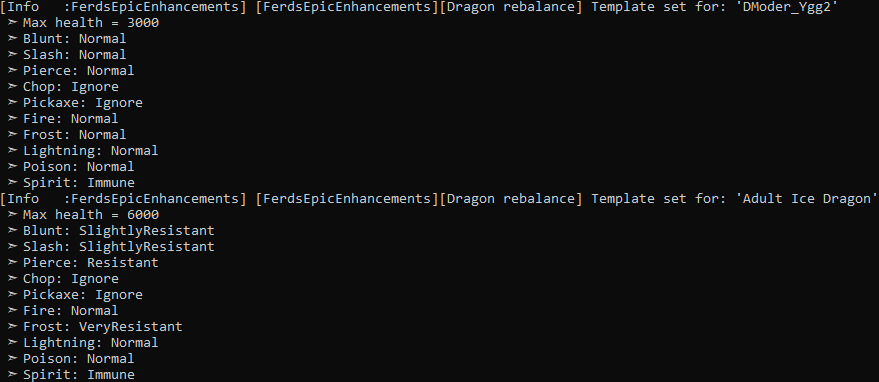 [Info   :FerdsEpicEnhancements] [FerdsEpicEnhancements][Dragon rebalance] Template set for: 'DModer_Ygg2'
➣ Max health = 3000
➣ Blunt: Normal
➣ Slash: Normal
➣ Pierce: Normal
➣ Chop: Ignore
➣ Pickaxe: Ignore
➣ Fire: Normal
➣ Frost: Normal
➣ Lightning: Normal
➣ Poison: Normal
➣ Spirit: Immune
[Info   :FerdsEpicEnhancements] [FerdsEpicEnhancements][Dragon rebalance] Template set for: 'Adult Ice Dragon'
➣ Max health = 6000
➣ Blunt: SlightlyResistant
➣ Slash: SlightlyResistant
➣ Pierce: Resistant
➣ Chop: Ignore
➣ Pickaxe: Ignore
➣ Fire: Normal
➣ Frost: VeryResistant
➣ Lightning: Normal
➣ Poison: Normal
➣ Spirit: Immune